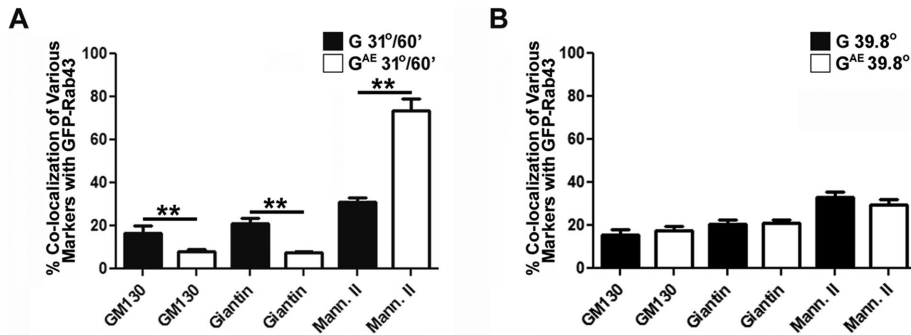 A
G 31°/60’
Gᴬᴱ 31°/60’
% Co-localization of Various
Markers with GFP-Rab43
100
80
60
40
20
0
**
**
**
GM130
GM130
Giantin
Giantin
Mann. II
Mann. II
B
G 39.8°
Gᴬᴱ 39.8°
% Co-localization of Various
Markers with GFP-Rab43
100
80
60
40
20
0
GM130
GM130
Giantin
Giantin
Mann. II
Mann. II